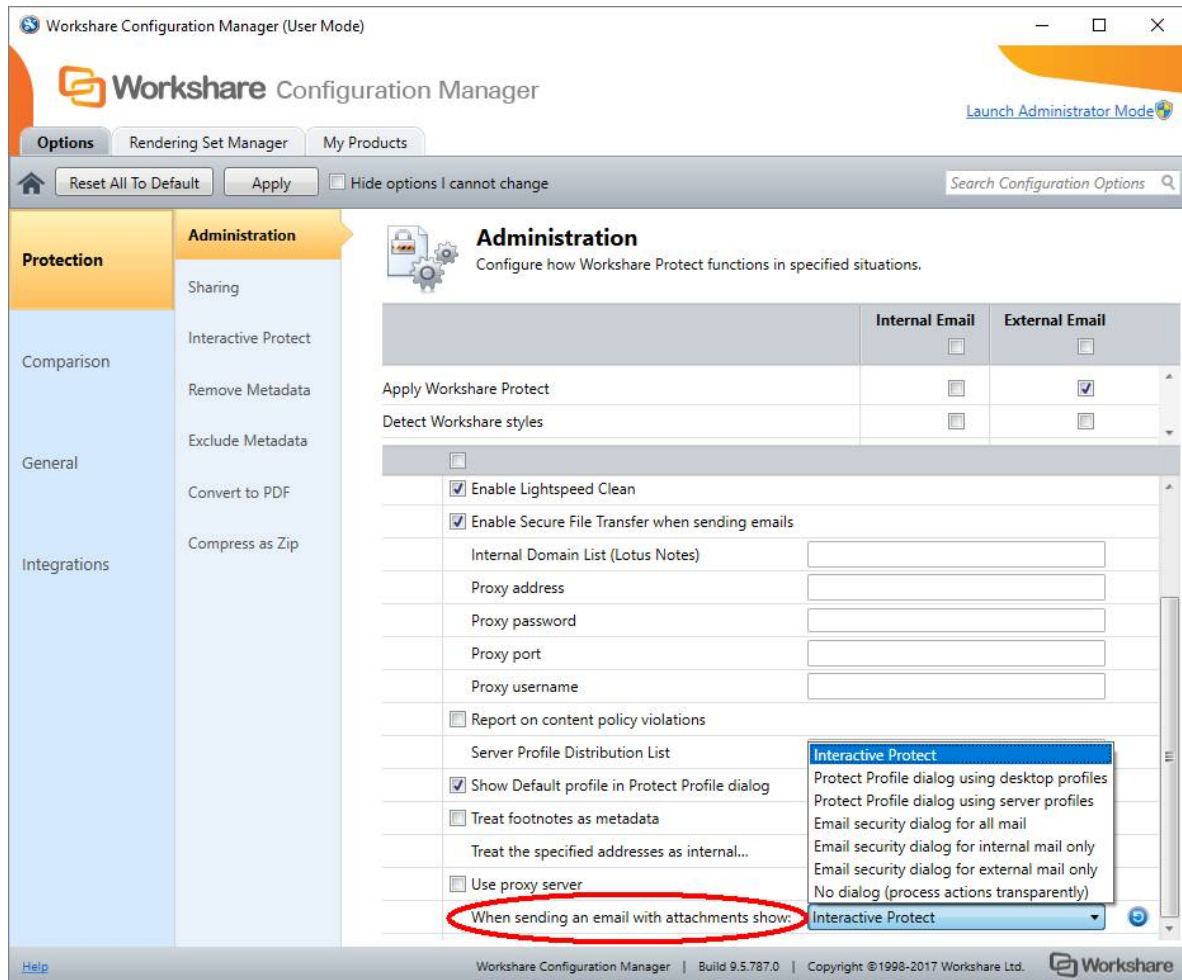 Workshare Configuration Manager (User Mode)
Workshare Configuration Manager
Launch Administrator Mode
Options Rendering Set Manager My Products
Reset All To Default Apply Hide options I cannot change Search Configuration Options
Protection
Comparison
General
Integrations
Administration
Sharing
Interactive Protect
Remove Metadata
Exclude Metadata
Convert to PDF
Compress as Zip
Administration
Configure how Workshare Protect functions in specified situations.
Internal Email External Email
Apply Workshare Protect
Detect Workshare styles
Enable Lightspeed Clean
Enable Secure File Transfer when sending emails
Internal Domain List (Lotus Notes)
Proxy address
Proxy password
Proxy port
Proxy username
Report on content policy violations
Server Profile Distribution List
Show Default profile in Protect Profile dialog
Treat footnotes as metadata
Treat the specified addresses as internal...
Use proxy server
When sending an email with attachments show: Interactive Protect
Interactive Protect
Protect Profile dialog using desktop profiles
Protect Profile dialog using server profiles
Email security dialog for all mail
Email security dialog for internal mail only
Email security dialog for external mail only
No dialog (process actions transparently)
Help Workshare Configuration Manager | Build 9.5.787.0 | Copyright ©1998-2017 Workshare Ltd. Workshare